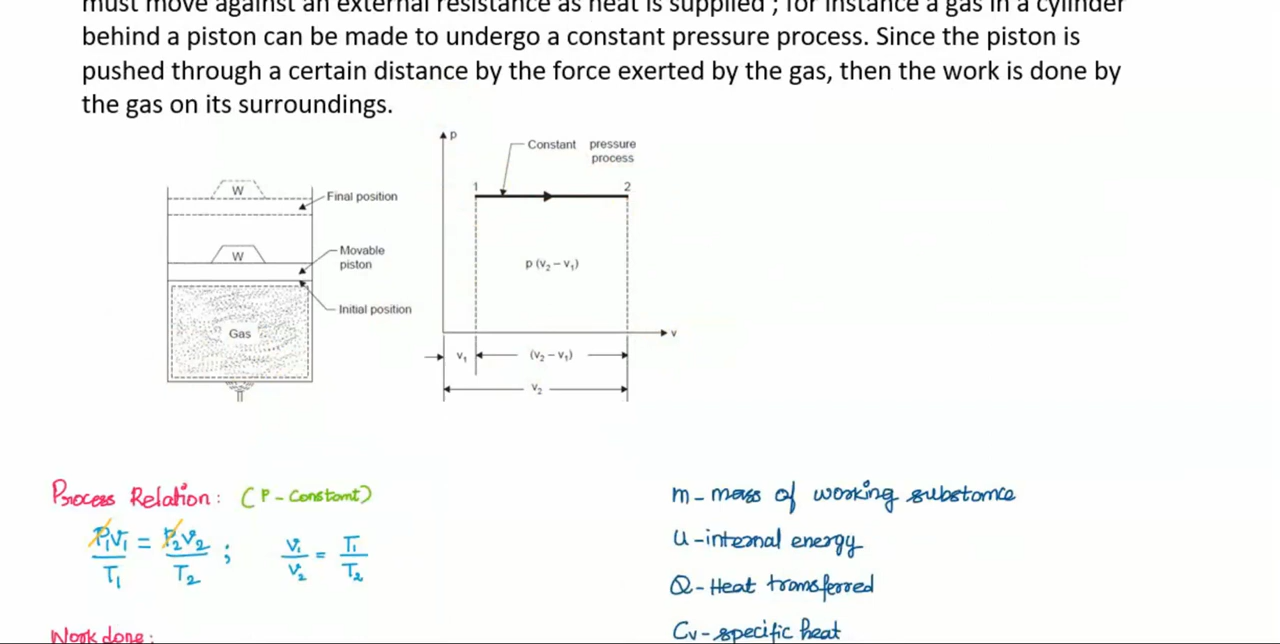 must move against an external resistance as heat is supplied ; for instance a gas in a cylinder
behind a piston can be made to undergo a constant pressure process. Since the piston is
pushed through a certain distance by the force exerted by the gas, then the work is done by
the gas on its surroundings.
W
Final position
W
Movable
piston
Initial position
Gas
p
Constant pressure
process
1
2
p (v₂ – v₁)
v
v₁
(v₂ – v₁)
v₂
Process Relation : (P - Constant)
P₁V₁/T₁ = P₂V₂/T₂ ; V₁/V₂ = T₁/T₂
Work done :
m - mass of working substance
U - internal energy
Q - Heat transferred
Cv - specific heat